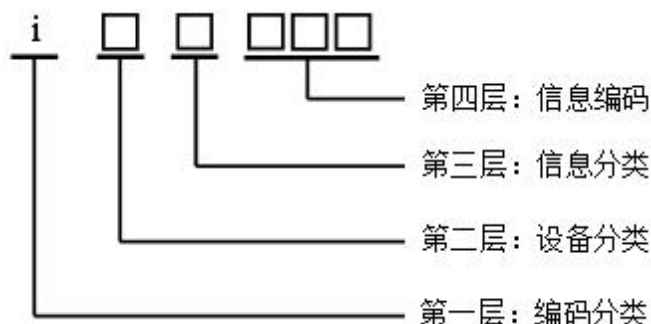 i □ □ □□□
第四层：信息编码
第三层：信息分类
第二层：设备分类
第一层：编码分类